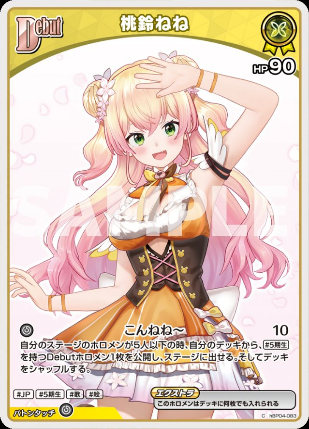 Debut
桃鈴ねね
HP90
SAMPLE
こんねね～ 10
自分のステージのホロメンが5人以下の時、自分のデッキから、#5期生
を持つDebutホロメン1枚を公開し、ステージに出せる。そしてデッキ
をシャッフルする。
#JP #5期生 #歌 #絵
エクストラ
このホロメンはデッキに何枚でも入れられる
バトンタッチ
C hBP04-083